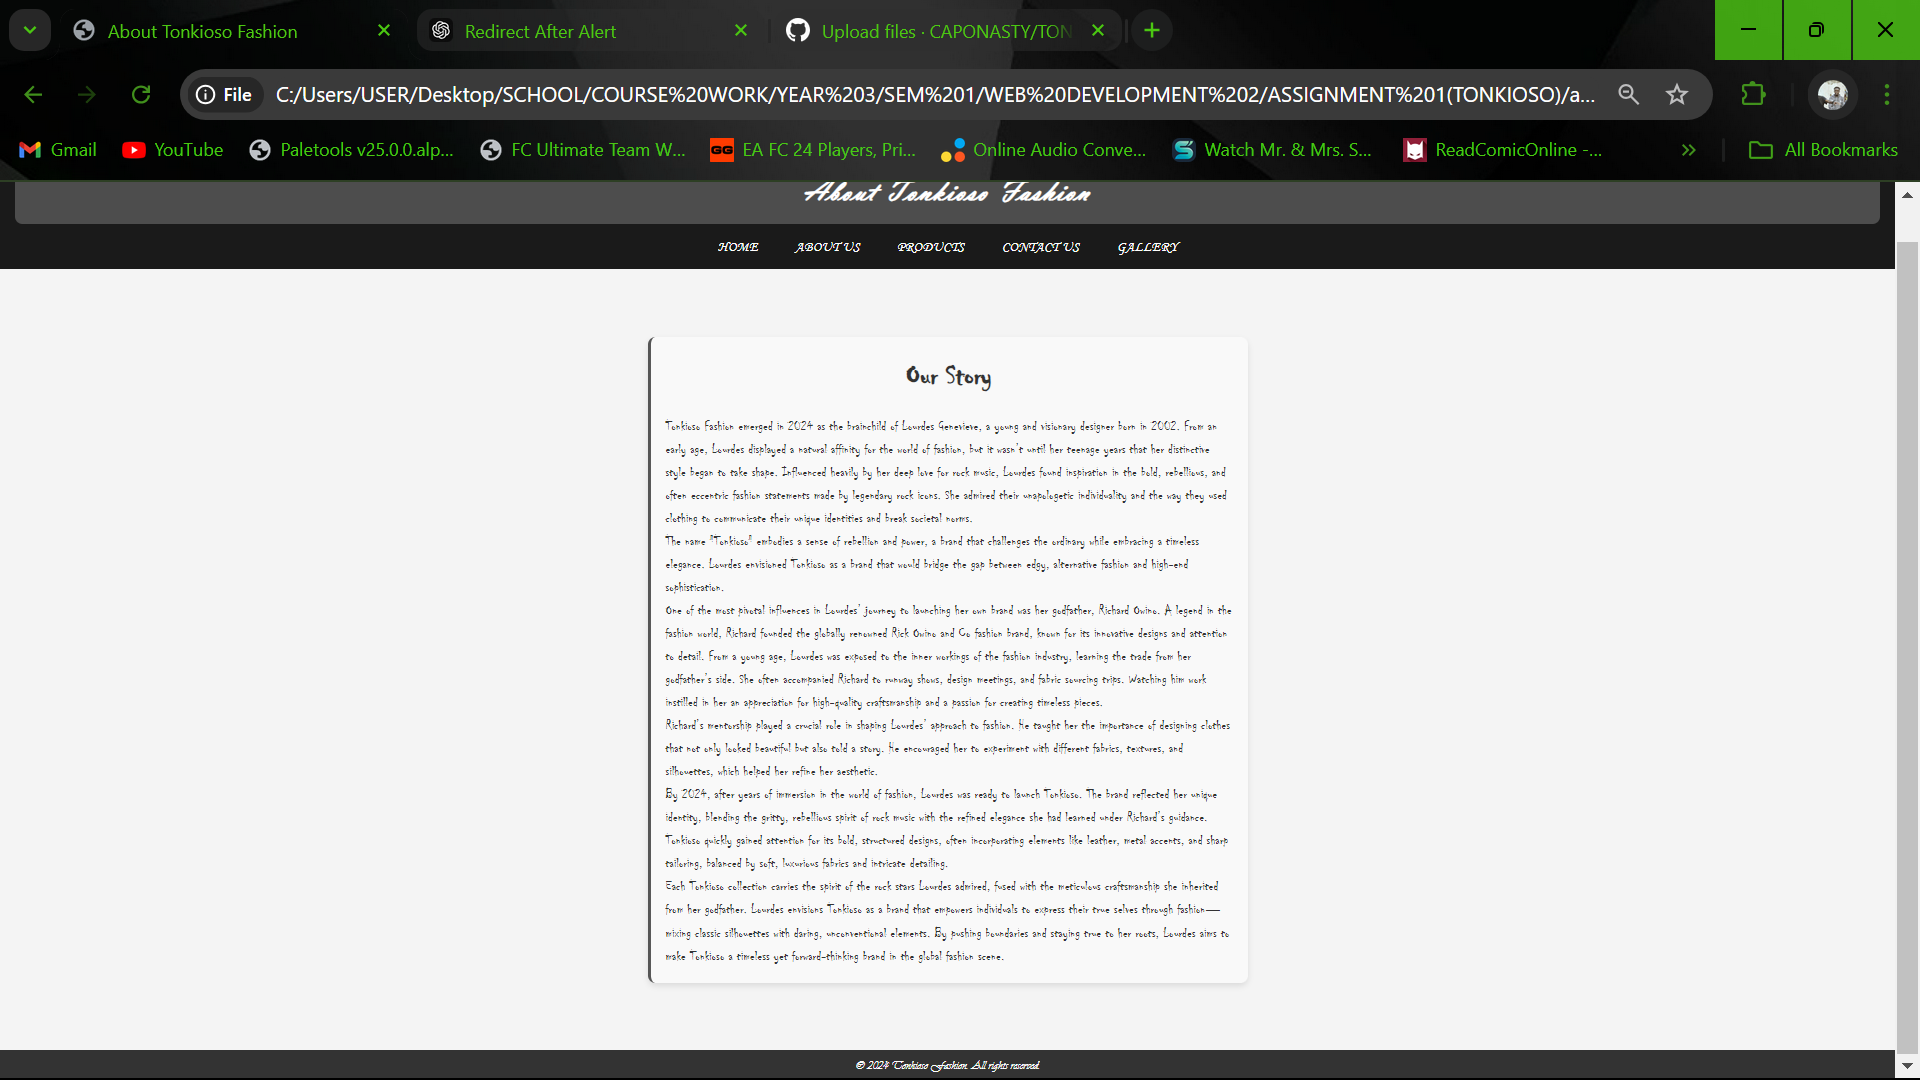 About Tonkioso Fashion
Redirect After Alert
Upload files · CAPONASTY/TON
File
C:/Users/USER/Desktop/SCHOOL/COURSE%20WORK/YEAR%203/SEM%201/WEB%20DEVELOPMENT%202/ASSIGNMENT%201(TONKIOSO)/a...
Gmail
YouTube
Paletools v25.0.0.alp...
FC Ultimate Team W...
GG
EA FC 24 Players, Pri...
Online Audio Conve...
Watch Mr. & Mrs. S...
ReadComicOnline -...
»
All Bookmarks
About Tonkioso Fashion
HOME ABOUT US PRODUCTS CONTACT US GALLERY
Our Story
Tonkioso Fashion emerged in 2024 as the brainchild of Lourdes Genevieve, a young and visionary designer born in 2002. From an
early age, Lourdes displayed a natural affinity for the world of fashion, but it wasn't until her teenage years that her distinctive
style began to take shape. Influenced heavily by her deep love for rock music, Lourdes found inspiration in the bold, rebellious, and
often eccentric fashion statements made by legendary rock icons. She admired their unapologetic individuality and the way they used
clothing to communicate their unique identities and break societal norms.
The name "Tonkioso" embodies a sense of rebellion and power, a brand that challenges the ordinary while embracing a timeless
elegance. Lourdes envisioned Tonkioso as a brand that would bridge the gap between edgy, alternative fashion and high-end
sophistication.
One of the most pivotal influences in Lourdes' journey to launching her own brand was her godfather, Richard Owino. A legend in the
fashion world, Richard founded the globally renowned Rick Owino and Co fashion brand, known for its innovative designs and attention
to detail. From a young age, Lourdes was exposed to the inner workings of the fashion industry, learning the trade from her
godfather's side. She often accompanied Richard to runway shows, design meetings, and fabric sourcing trips. Watching him work
instilled in her an appreciation for high-quality craftsmanship and a passion for creating timeless pieces.
Richard's mentorship played a crucial role in shaping Lourdes' approach to fashion. He taught her the importance of designing clothes
that not only looked beautiful but also told a story. He encouraged her to experiment with different fabrics, textures, and
silhouettes, which helped her refine her aesthetic.
By 2024, after years of immersion in the world of fashion, Lourdes was ready to launch Tonkioso. The brand reflected her unique
identity, blending the gritty, rebellious spirit of rock music with the refined elegance she had learned under Richard's guidance.
Tonkioso quickly gained attention for its bold, structured designs, often incorporating elements like leather, metal accents, and sharp
tailoring, balanced by soft, luxurious fabrics and intricate detailing.
Each Tonkioso collection carries the spirit of the rock stars Lourdes admired, fused with the meticulous craftsmanship she inherited
from her godfather. Lourdes envisions Tonkioso as a brand that empowers individuals to express their true selves through fashion—
mixing classic silhouettes with daring, unconventional elements. By pushing boundaries and staying true to her roots, Lourdes aims to
make Tonkioso a timeless yet forward-thinking brand in the global fashion scene.
© 2024 Tonkioso Fashion. All rights reserved.